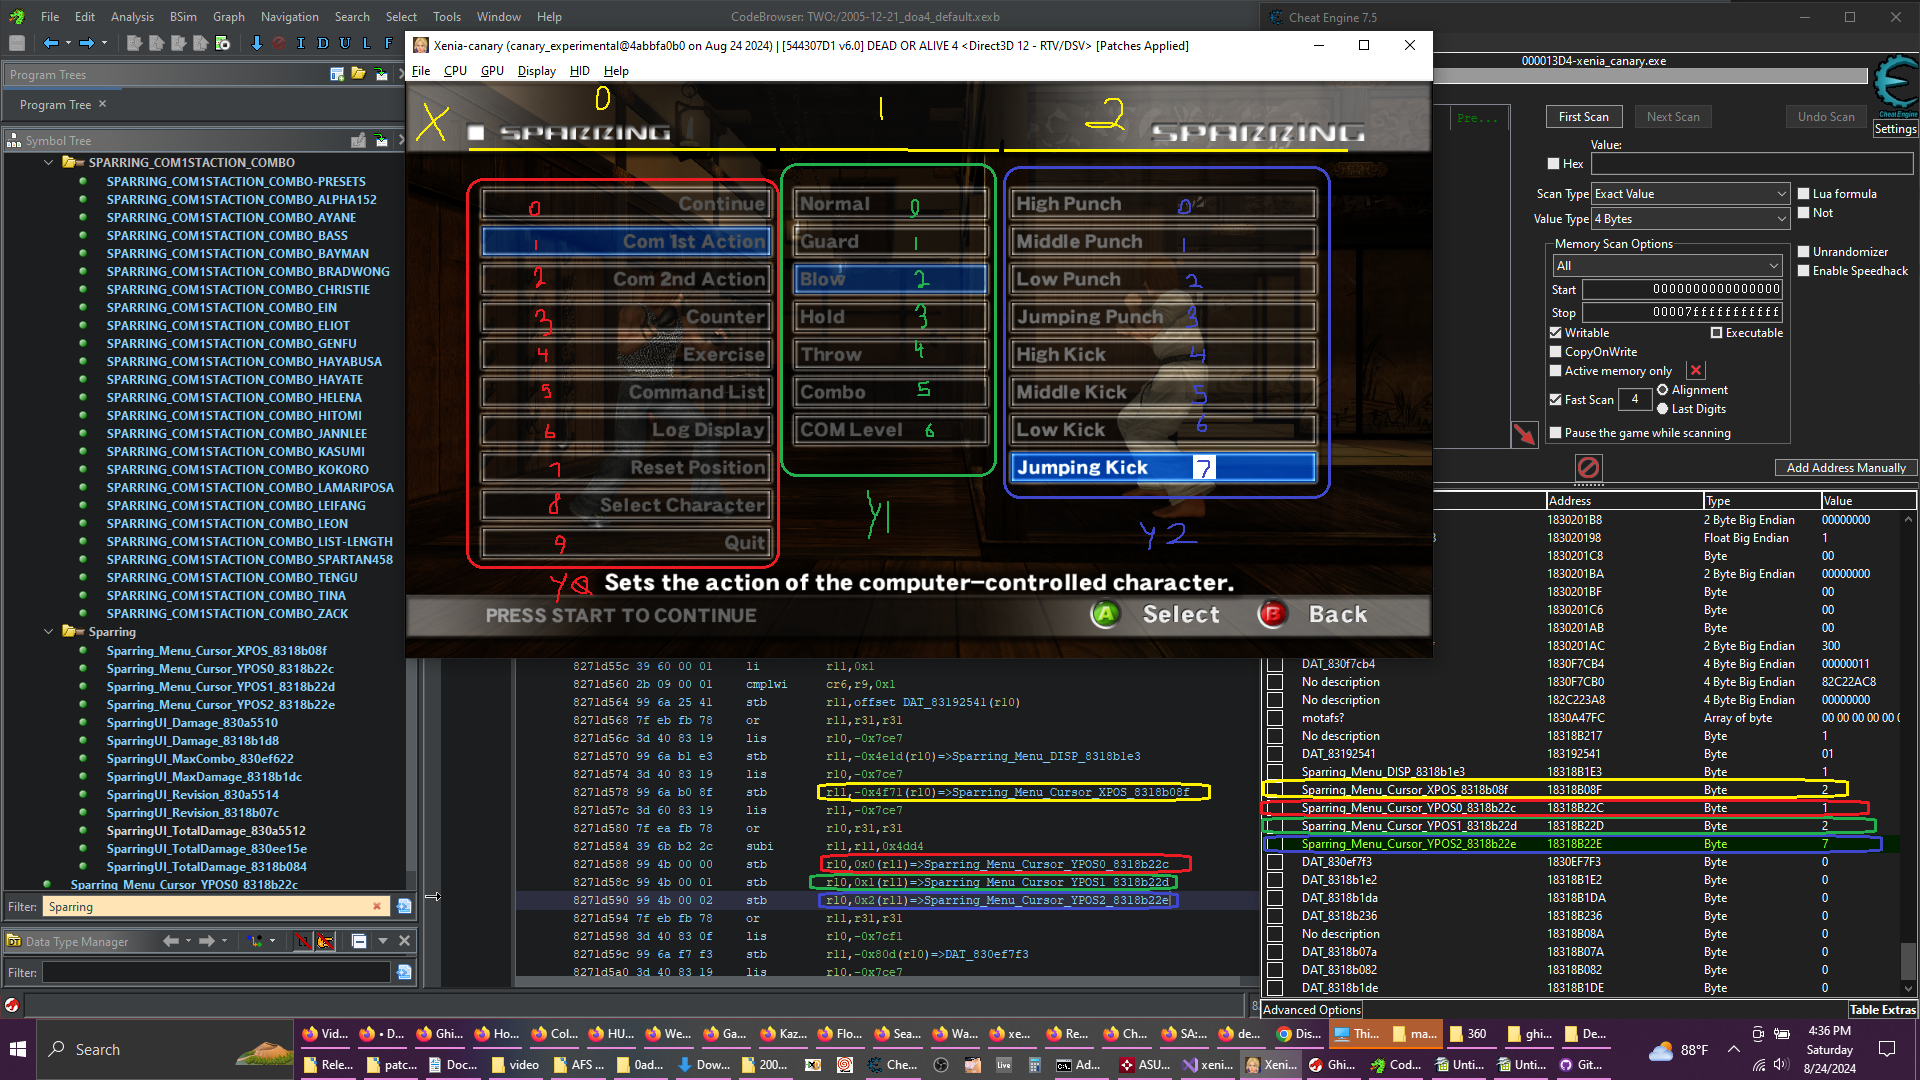 File Edit Analysis BSim Graph Navigation Search Select Tools Window Help
CodeBrowser: TWO:/2005-12-21_doa4_default.xexb
Cheat Engine 7.5
I D U L F
Program Trees
Program Tree
Symbol Tree
SPARRING_COM1STACTION_COMBO
SPARRING_COM1STACTION_COMBO-PRESETS
SPARRING_COM1STACTION_COMBO_ALPHA152
SPARRING_COM1STACTION_COMBO_AYANE
SPARRING_COM1STACTION_COMBO_BASS
SPARRING_COM1STACTION_COMBO_BAYMAN
SPARRING_COM1STACTION_COMBO_BRADWONG
SPARRING_COM1STACTION_COMBO_CHRISTIE
SPARRING_COM1STACTION_COMBO_EIN
SPARRING_COM1STACTION_COMBO_ELIOT
SPARRING_COM1STACTION_COMBO_GENFU
SPARRING_COM1STACTION_COMBO_HAYABUSA
SPARRING_COM1STACTION_COMBO_HAYATE
SPARRING_COM1STACTION_COMBO_HELENA
SPARRING_COM1STACTION_COMBO_HITOMI
SPARRING_COM1STACTION_COMBO_JANNLEE
SPARRING_COM1STACTION_COMBO_KASUMI
SPARRING_COM1STACTION_COMBO_KOKORO
SPARRING_COM1STACTION_COMBO_LAMARIPOSA
SPARRING_COM1STACTION_COMBO_LEIFANG
SPARRING_COM1STACTION_COMBO_LEON
SPARRING_COM1STACTION_COMBO_LIST-LENGTH
SPARRING_COM1STACTION_COMBO_SPARTAN458
SPARRING_COM1STACTION_COMBO_TENGU
SPARRING_COM1STACTION_COMBO_TINA
SPARRING_COM1STACTION_COMBO_ZACK
Sparring
Sparring_Menu_Cursor_XPOS_8318b08f
Sparring_Menu_Cursor_YPOS0_8318b22c
Sparring_Menu_Cursor_YPOS1_8318b22d
Sparring_Menu_Cursor_YPOS2_8318b22e
SparringUI_Damage_830a5510
SparringUI_Damage_8318b1d8
SparringUI_MaxCombo_830ef622
SparringUI_MaxDamage_8318b1dc
SparringUI_Revision_830a5514
SparringUI_Revision_8318b07c
SparringUI_TotalDamage_830a5512
SparringUI_TotalDamage_830ee15e
SparringUI_TotalDamage_8318b084
Sparring_Menu_Cursor_YPOS0_8318b22c
Filter: Sparring
Data Type Manager
Filter:
Xenia-canary (canary_experimental@4abbfa0b0 on Aug 24 2024) | [544307D1 v6.0] DEAD OR ALIVE 4 <Direct3D 12 - RTV/DSV> [Patches Applied]
File CPU GPU Display HID Help
X 0 1 2
SPARRING SPARRING
0 Continue
1 Com 1st Action
2 Com 2nd Action
3 Counter
4 Exercise
5 Command List
6 Log Display
7 Reset Position
8 Select Character
9 Quit
Y0
Normal 0
Guard 1
Blow 2
Hold 3
Throw 4
Combo 5
COM Level 6
Y1
High Punch 0
Middle Punch 1
Low Punch 2
Jumping Punch 3
High Kick 4
Middle Kick 5
Low Kick 6
Jumping Kick 7
Y2
Sets the action of the computer-controlled character.
PRESS START TO CONTINUE
A Select B Back
8271d55c 39 60 00 01 li r11,0x1
8271d560 2b 09 00 01 cmplwi cr6,r9,0x1
8271d564 99 6a 25 41 stb r11,offset DAT_83192541(r10)
8271d568 7f eb fb 78 or r11,r31,r31
8271d56c 3d 40 83 19 lis r10,-0x7ce7
8271d570 99 6a b1 e3 stb r11,-0x4e1d(r10)=>Sparring_Menu_DISP_8318b1e3
8271d574 3d 40 83 19 lis r10,-0x7ce7
8271d578 99 6a b0 8f stb r11,-0x4f71(r10)=>Sparring_Menu_Cursor_XPOS_8318b08f
8271d57c 3d 60 83 19 lis r11,-0x7ce7
8271d580 7f ea fb 78 or r10,r31,r31
8271d584 39 6b b2 2c subi r11,r11,0x4dd4
8271d588 99 4b 00 00 stb r10,0x0(r11)=>Sparring_Menu_Cursor_YPOS0_8318b22c
8271d58c 99 4b 00 01 stb r10,0x1(r11)=>Sparring_Menu_Cursor_YPOS1_8318b22d
8271d590 99 4b 00 02 stb r10,0x2(r11)=>Sparring_Menu_Cursor_YPOS2_8318b22e
8271d594 7f eb fb 78 or r11,r31,r31
8271d598 3d 40 83 0f lis r10,-0x7cf1
8271d59c 99 6a f7 f3 stb r11,-0x80d(r10)=>DAT_830ef7f3
8271d5a0 3d 40 83 19 lis r10,-0x7ce7
000013D4-xenia_canary.exe
Pre...
First Scan Next Scan Undo Scan
Cheat Engine
Settings
Value:
Hex
Scan Type Exact Value
Value Type 4 Bytes
Lua formula
Not
Memory Scan Options
All
Start 0000000000000000
Stop 00007fffffffffff
Writable Executable
CopyOnWrite
Active memory only
Fast Scan 4 Alignment
Last Digits
Pause the game while scanning
Unrandomizer
Enable Speedhack
Add Address Manually
Address Type Value
1830201B8 2 Byte Big Endian 00000000
183020198 Float Big Endian 1
1830201C8 Byte 00
1830201BA 2 Byte Big Endian 00000000
1830201BF Byte 00
1830201C6 Byte 00
1830201AB Byte 00
1830201AC 2 Byte Big Endian 300
DAT_830f7cb4 1830F7CB4 4 Byte Big Endian 00000011
No description 1830F7CB0 4 Byte Big Endian 82C22AC8
No description 182C223A8 4 Byte Big Endian 00000000
motafs? 1830A47FC Array of byte 00 00 00 00 00
No description 18318B217 Byte 1
DAT_83192541 183192541 Byte 01
Sparring_Menu_DISP_8318b1e3 18318B1E3 Byte 1
Sparring_Menu_Cursor_XPOS_8318b08f 18318B08F Byte 2
Sparring_Menu_Cursor_YPOS0_8318b22c 18318B22C Byte 1
Sparring_Menu_Cursor_YPOS1_8318b22d 18318B22D Byte 2
Sparring_Menu_Cursor_YPOS2_8318b22e 18318B22E Byte 7
DAT_830ef7f3 1830EF7F3 Byte 0
DAT_8318b1e2 18318B1E2 Byte 0
DAT_8318b1da 18318B1DA Byte 0
DAT_8318b236 18318B236 Byte 0
No description 18318B08A Byte 0
DAT_8318b07a 18318B07A Byte 0
DAT_8318b082 18318B082 Byte 0
DAT_8318b1de 18318B1DE Byte 0
Advanced Options Table Extras
Search
Vid... • D... Ghi... Ho... Col... HU... We... Ga... Kaz... Flo... Sea... Wa... xe... Re... Ch... SA:... de... Dis... Thi... ma... 360 ghi... De...
Rele... patc... Doc... video AFS ... 0ad... Dow... 200... Che... live Ad... ASU... xeni... Xeni... Ghi... Cod... Unti... Unti... Git...
88°F
4:36 PM
Saturday
8/24/2024